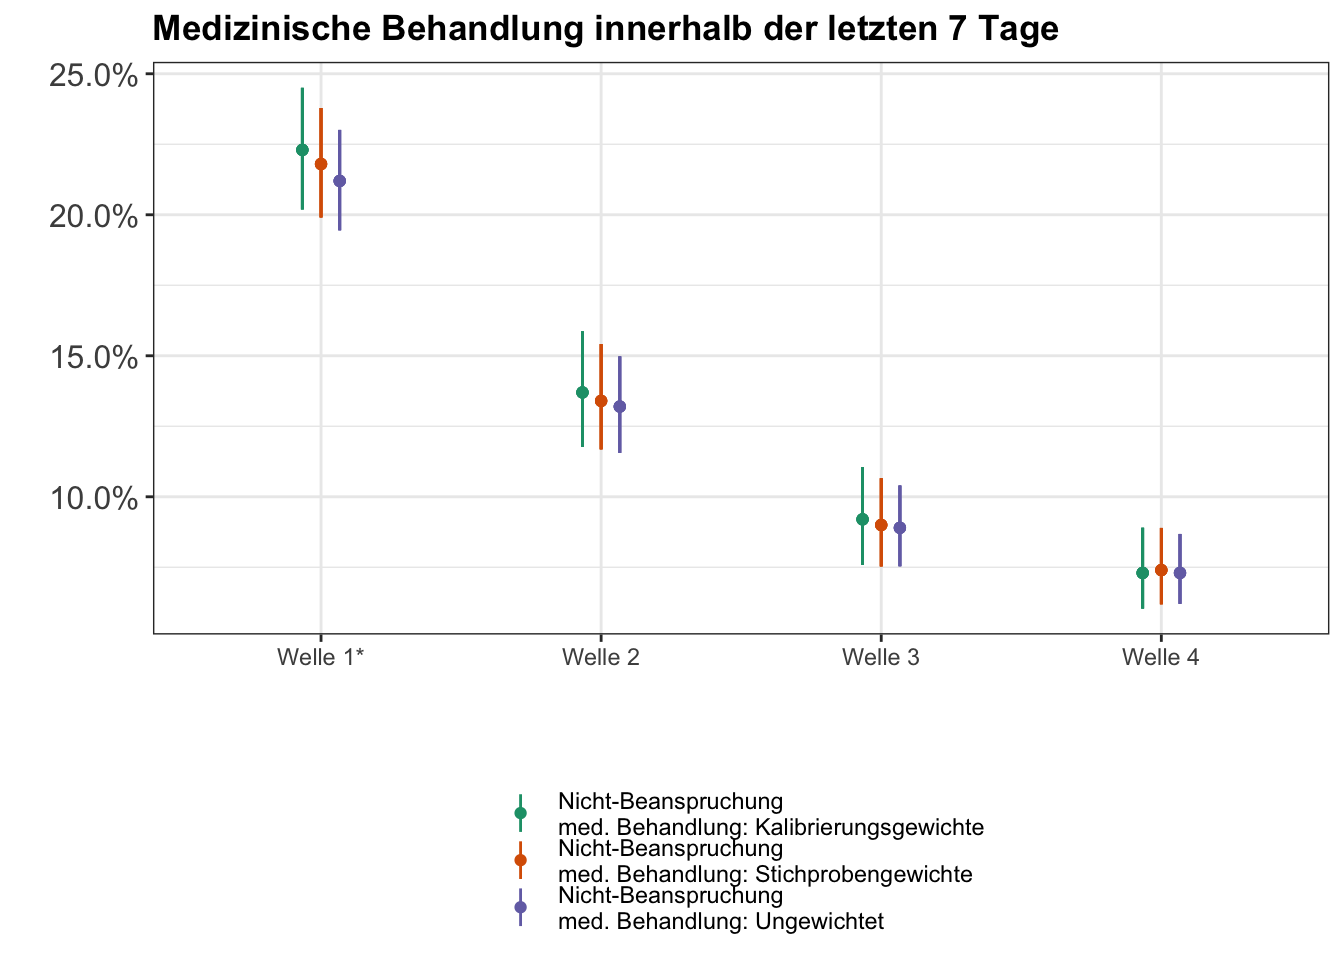 Medizinische Behandlung innerhalb der letzten 7 Tage
25.0%
20.0%
15.0%
10.0%
Welle 1*
Welle 2
Welle 3
Welle 4
Nicht-Beanspruchung
med. Behandlung: Kalibrierungsgewichte
Nicht-Beanspruchung
med. Behandlung: Stichprobengewichte
Nicht-Beanspruchung
med. Behandlung: Ungewichtet